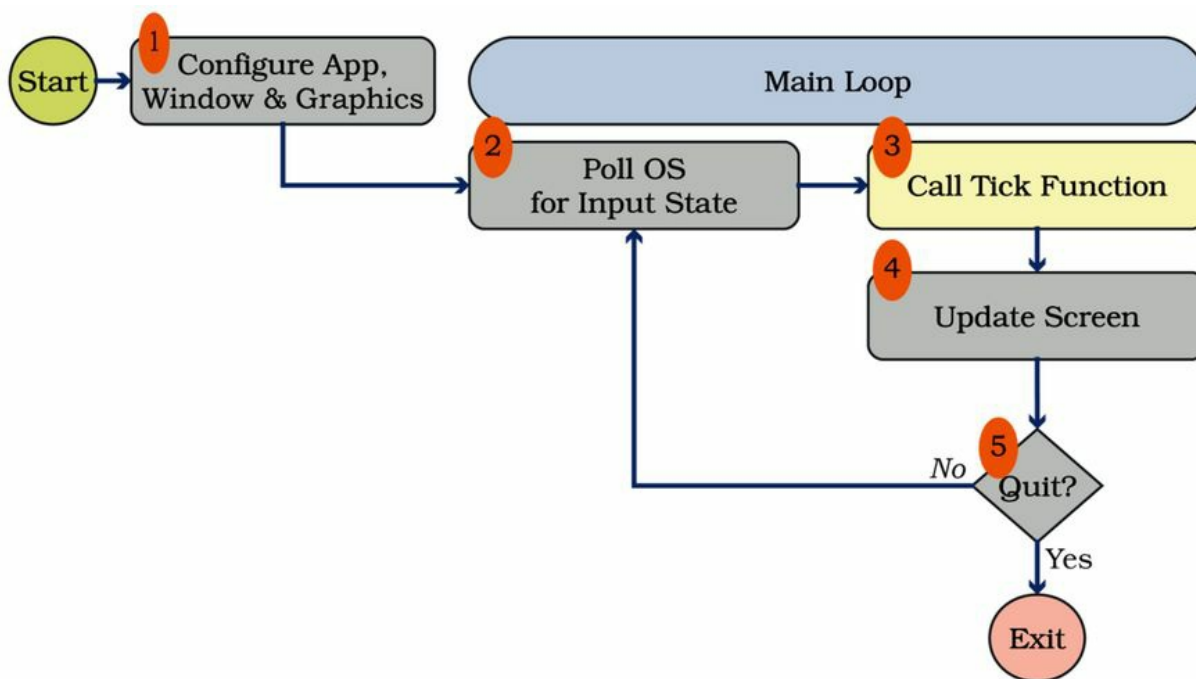 1
Start
Configure App,
Window & Graphics
Main Loop
2
Poll OS
for Input State
3
Call Tick Function
4
Update Screen
5
No
Quit?
Yes
Exit